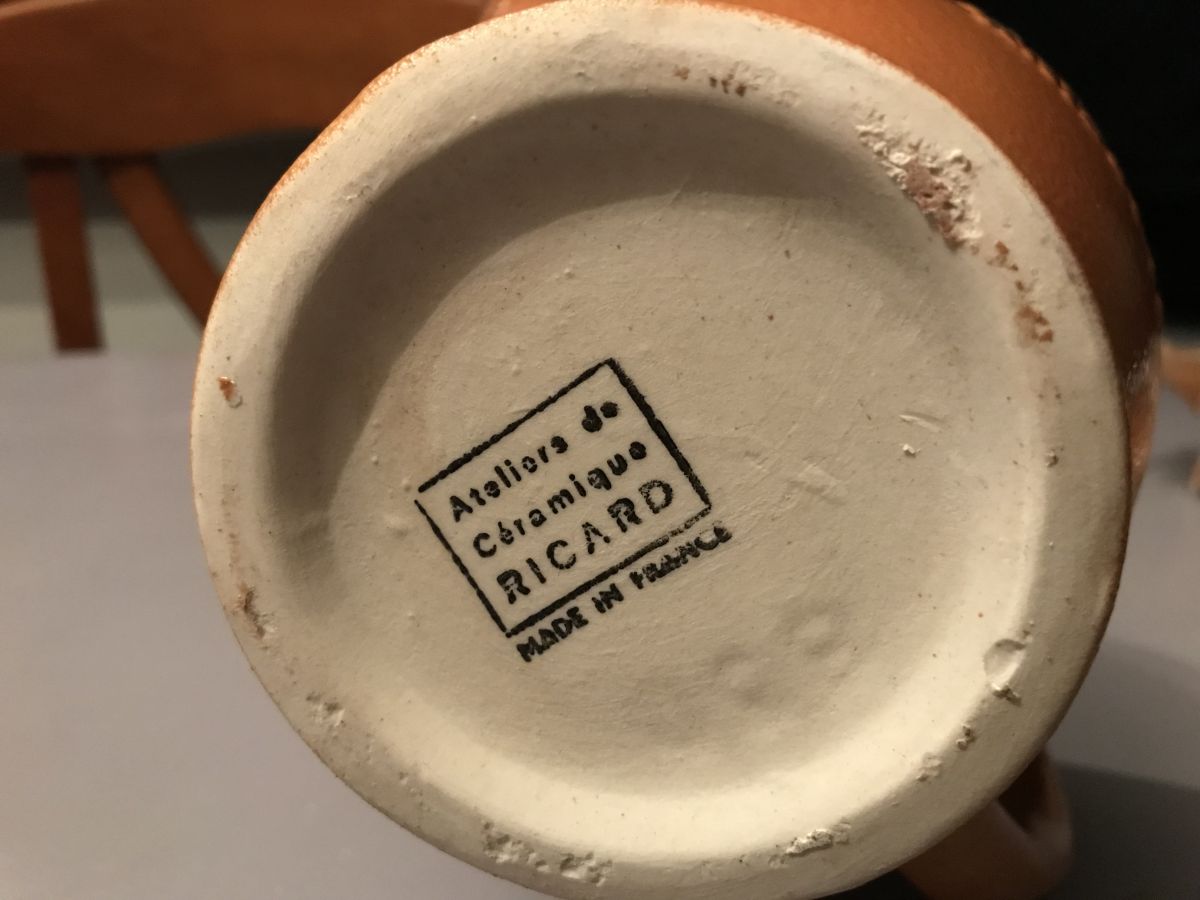 Ateliers de
Céramique
RICARD
MADE IN FRANCE